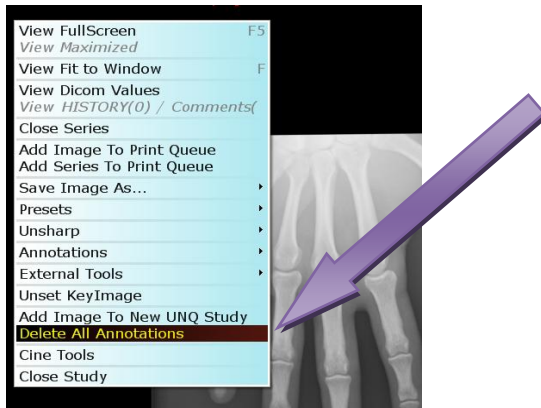 View FullScreen F5
View Maximized
View Fit to Window F
View Dicom Values
View HISTORY(0) / Comments(
Close Series
Add Image To Print Queue
Add Series To Print Queue
Save Image As...
Presets
Unsharp
Annotations
External Tools
Unset KeyImage
Add Image To New UNQ Study
Delete All Annotations
Cine Tools
Close Study